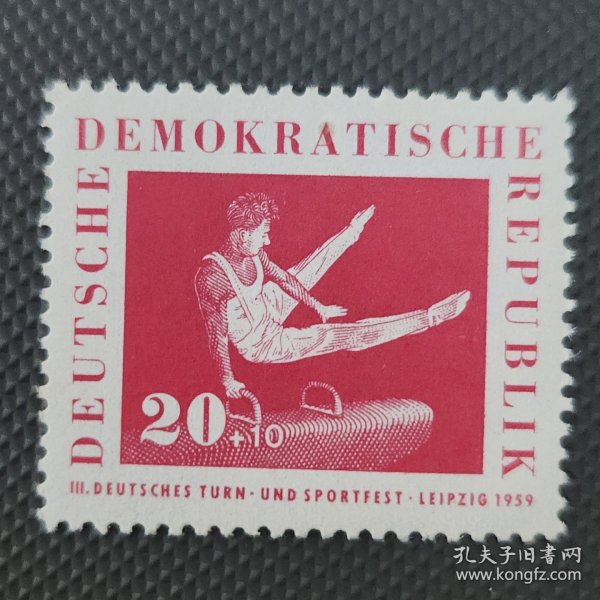 DEUTSCHE
DEMOKRATISCHE
REPUBLIK
20+10
III. DEUTSCHES TURN- UND SPORTFEST · LEIPZIG 1959
孔夫子旧书网
www.kongfz.com